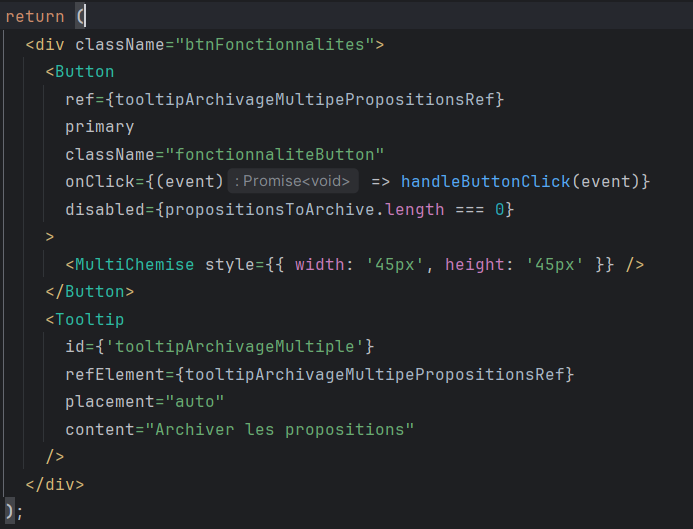 return (
<div className="btnFonctionnalites">
<Button
ref={tooltipArchivageMultipePropositionsRef}
primary
className="fonctionnaliteButton"
onClick={(event) : Promise<void> => handleButtonClick(event)}
disabled={propositionsToArchive.length === 0}
>
<MultiChemise style={{ width: '45px', height: '45px' }} />
</Button>
<Tooltip
id={'tooltipArchivageMultiple'}
refElement={tooltipArchivageMultipePropositionsRef}
placement="auto"
content="Archiver les propositions"
/>
</div>
);